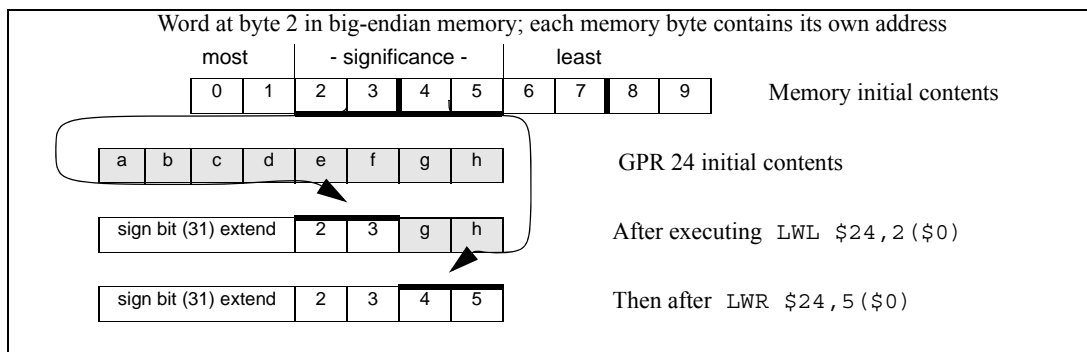 Word at byte 2 in big-endian memory; each memory byte contains its own address
most - significance - least
0 1 2 3 4 5 6 7 8 9 Memory initial contents
a b c d e f g h GPR 24 initial contents
sign bit (31) extend 2 3 g h After executing LWL $24,2($0)
sign bit (31) extend 2 3 4 5 Then after LWR $24,5($0)